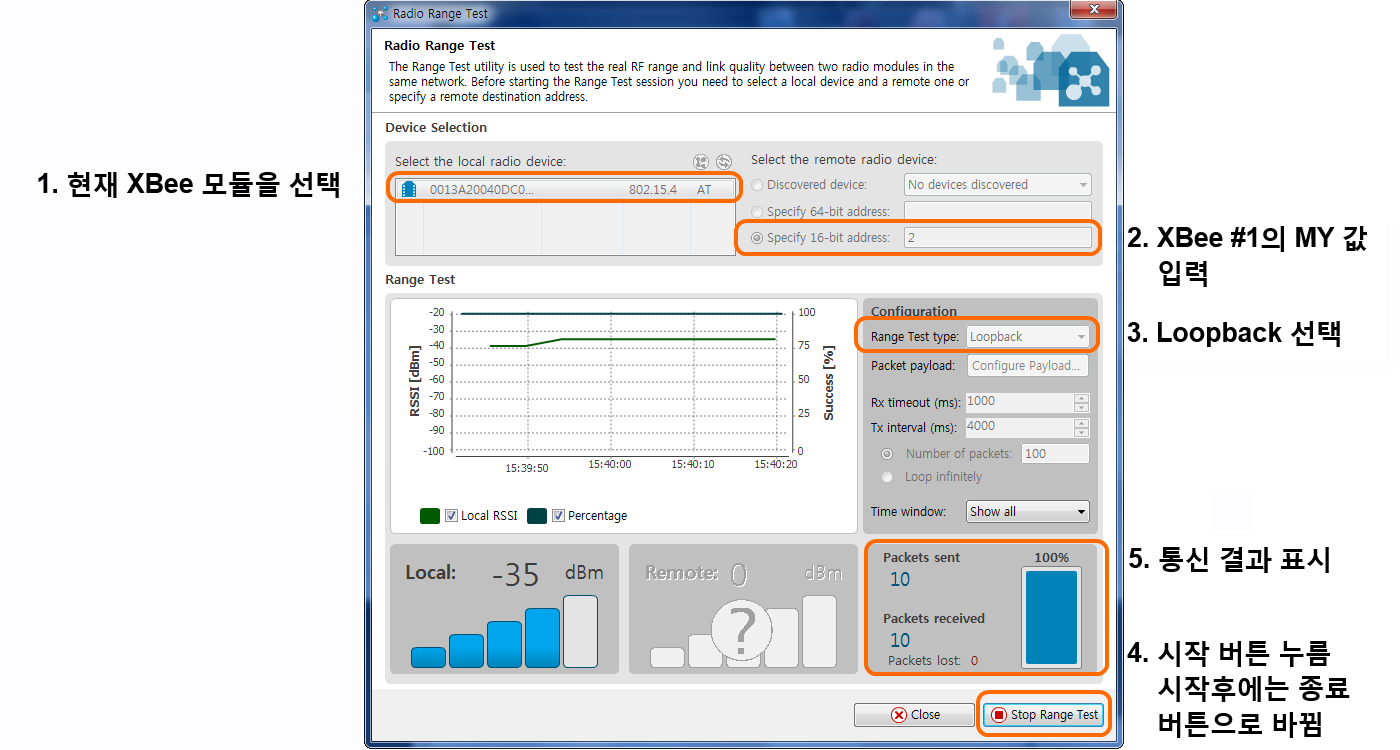 Radio Range Test
Radio Range Test
The Range Test utility is used to test the real RF range and link quality between two radio modules in the
same network. Before starting the Range Test session you need to select a local device and a remote one or
specify a remote destination address.
Device Selection
Select the local radio device:
Select the remote radio device:
1. 현재 XBee 모듈을 선택
0013A20040DC0... 802.15.4 AT
Discovered device: No devices discovered
Specify 64-bit address:
Specify 16-bit address: 2
2. XBee #1의 MY 값
입력
Range Test
-20
-30
-40
-50
-60
-70
-80
-90
-100
RSSI [dBm]
100
75
50
25
0
Success [%]
15:39:50 15:40:00 15:40:10 15:40:20
Local RSSI Percentage
Configuration
Range Test type: Loopback
3. Loopback 선택
Packet payload: Configure Payload...
Rx timeout (ms): 1000
Tx interval (ms): 4000
Number of packets: 100
Loop infinitely
Time window: Show all
Local: -35 dBm
Remote: 0 dBm
?
Packets sent 100%
10
Packets received
10
Packets lost: 0
5. 통신 결과 표시
4. 시작 버튼 누름
시작후에는 종료
버튼으로 바뀜
Close
Stop Range Test